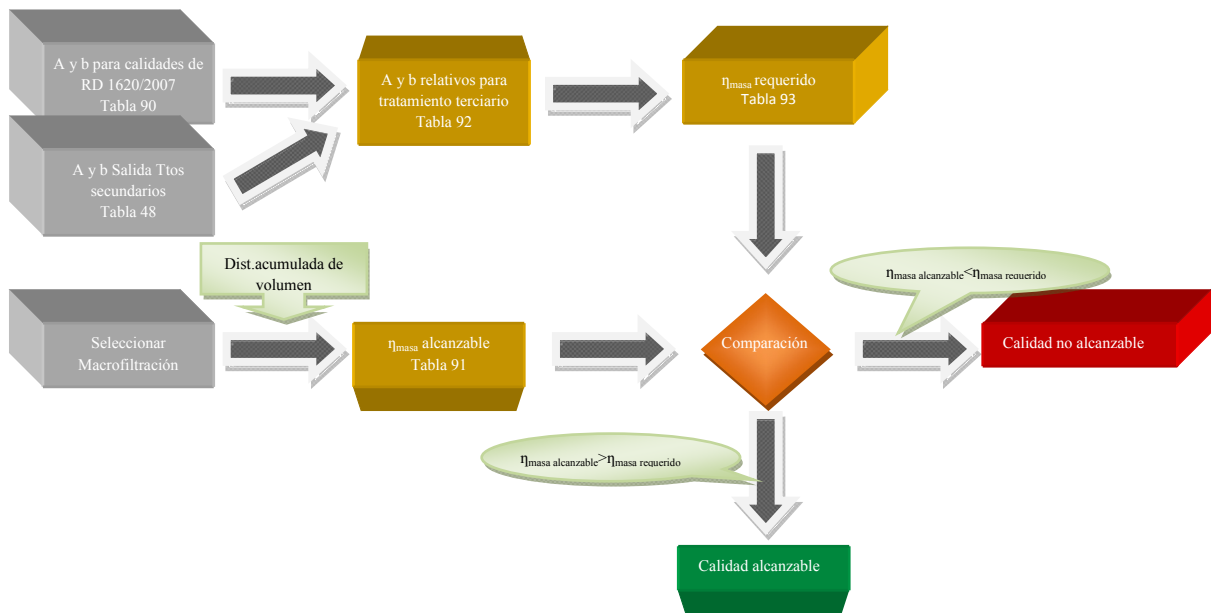 A y b para calidades de
RD 1620/2007
Tabla 90
A y b relativos para
tratamiento terciario
Tabla 92
ηmasa requerido
Tabla 93
A y b Salida Ttos
secundarios
Tabla 48
Dist.acumulada de
volumen
ηmasa alcanzable<ηmasa requerido
Seleccionar
Macrofiltración
ηmasa alcanzable
Tabla 91
Comparación
Calidad no alcanzable
ηmasa alcanzable>ηmasa requerido
Calidad alcanzable